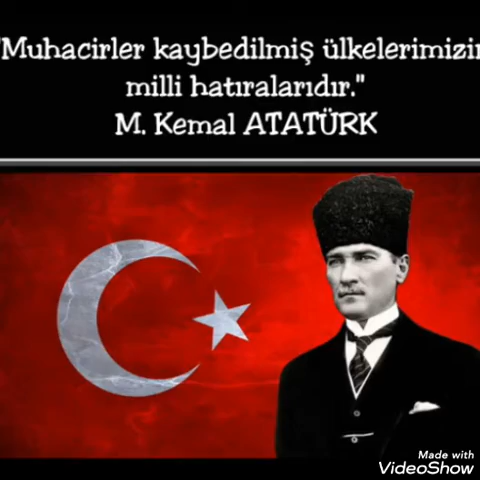 "Muhacirler kaybedilmiş ülkelerimizin
milli hatıralarıdır."
M. Kemal ATATÜRK
Made with
VideoShow